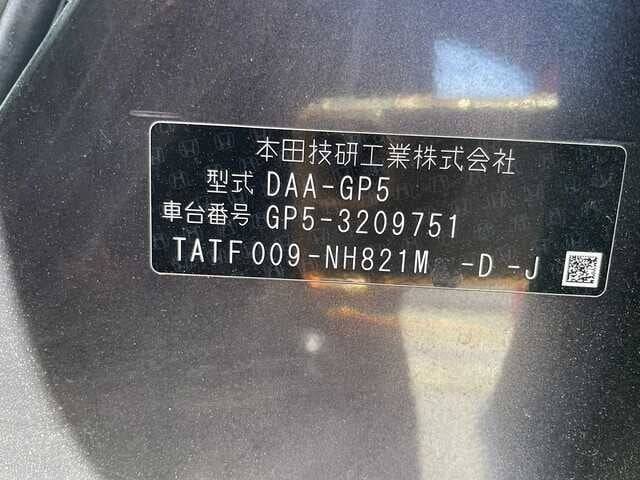 本田技研工業株式会社
型式 DAA-GP5
車台番号 GP5-3209751
TATF009-NH821M -D -J